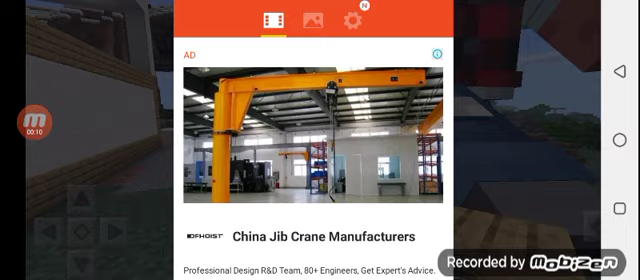 N
AD
00:10
DFHOIST
China Jib Crane Manufacturers
Professional Design R&D Team, 80+ Engineers, Get Expert's Advice.
Recorded by mobizen